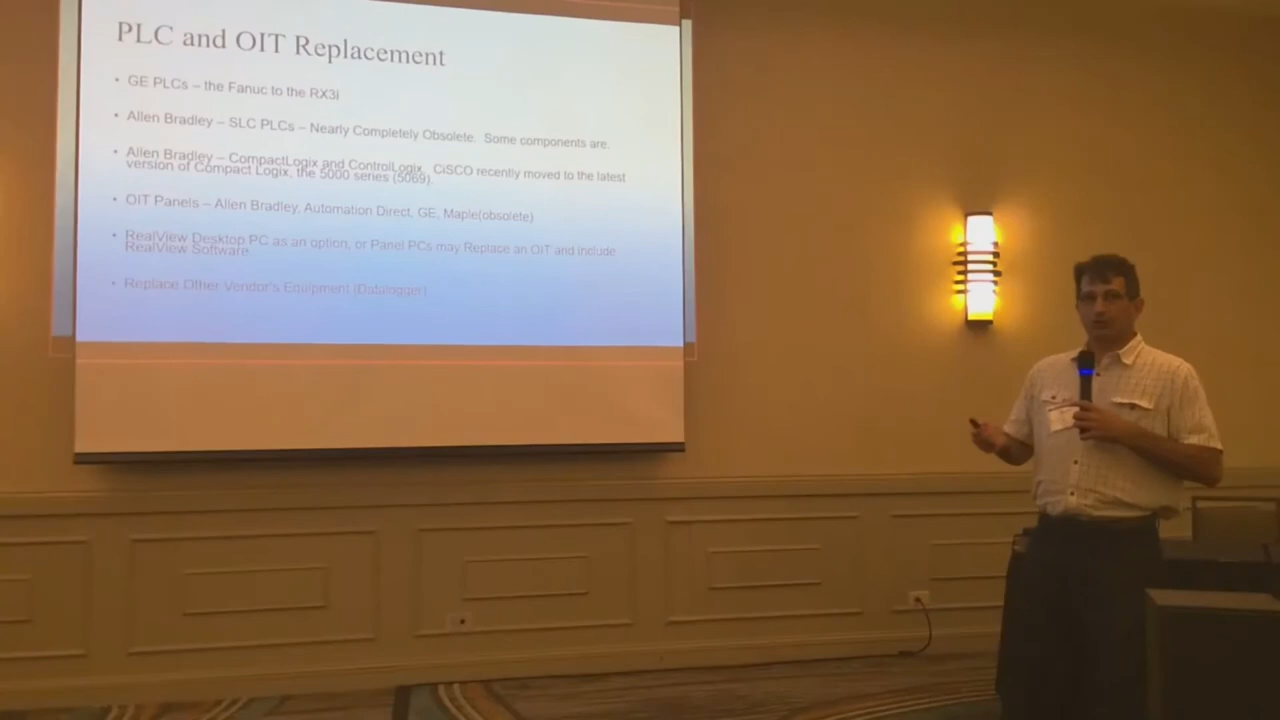 PLC and OIT Replacement
• GE PLCs – the Fanuc to the RX3i
• Allen Bradley – SLC PLCs – Nearly Completely Obsolete. Some components are.
• Allen Bradley – CompactLogix and ControlLogix. CiSCO recently moved to the latest
version of Compact Logix, the 5000 series (5069).
• OIT Panels – Allen Bradley, Automation Direct, GE, Maple(obsolete)
• RealView Desktop PC as an option, or Panel PCs may Replace an OIT and include
RealView Software
• Replace Other Vendor's Equipment (Datalogger)